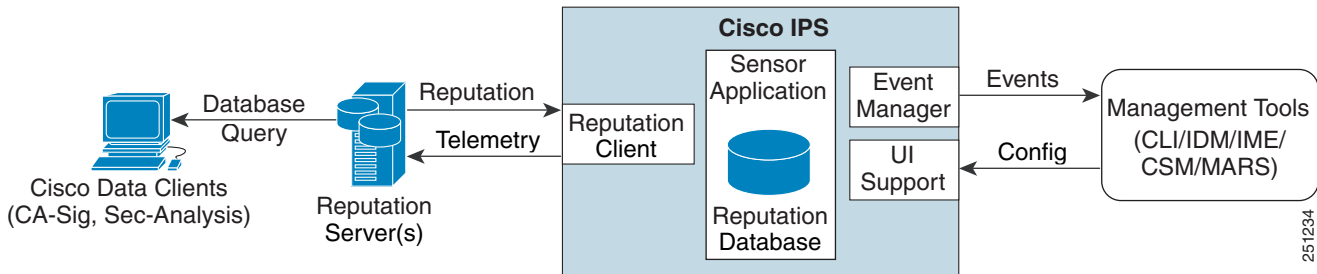 Cisco IPS
Database
Query
Cisco Data Clients
(CA-Sig, Sec-Analysis)
Reputation
Telemetry
Reputation
Server(s)
Reputation
Client
Sensor
Application
Reputation
Database
Event
Manager
UI
Support
Events
Config
Management Tools
(CLI/IDM/IME/
CSM/MARS)
251234